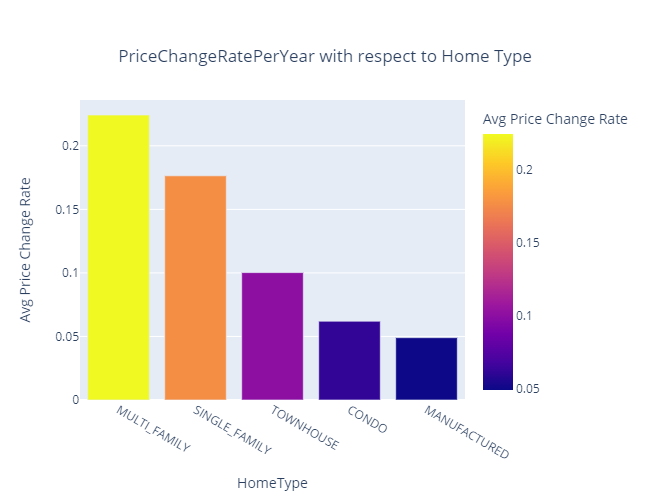 PriceChangeRatePerYear with respect to Home Type
Avg Price Change Rate
0.2
0.15
0.1
0.05
0
Avg Price Change Rate
0.2
0.15
0.1
0.05
MULTI_FAMILY
SINGLE_FAMILY
TOWNHOUSE
CONDO
MANUFACTURED
HomeType